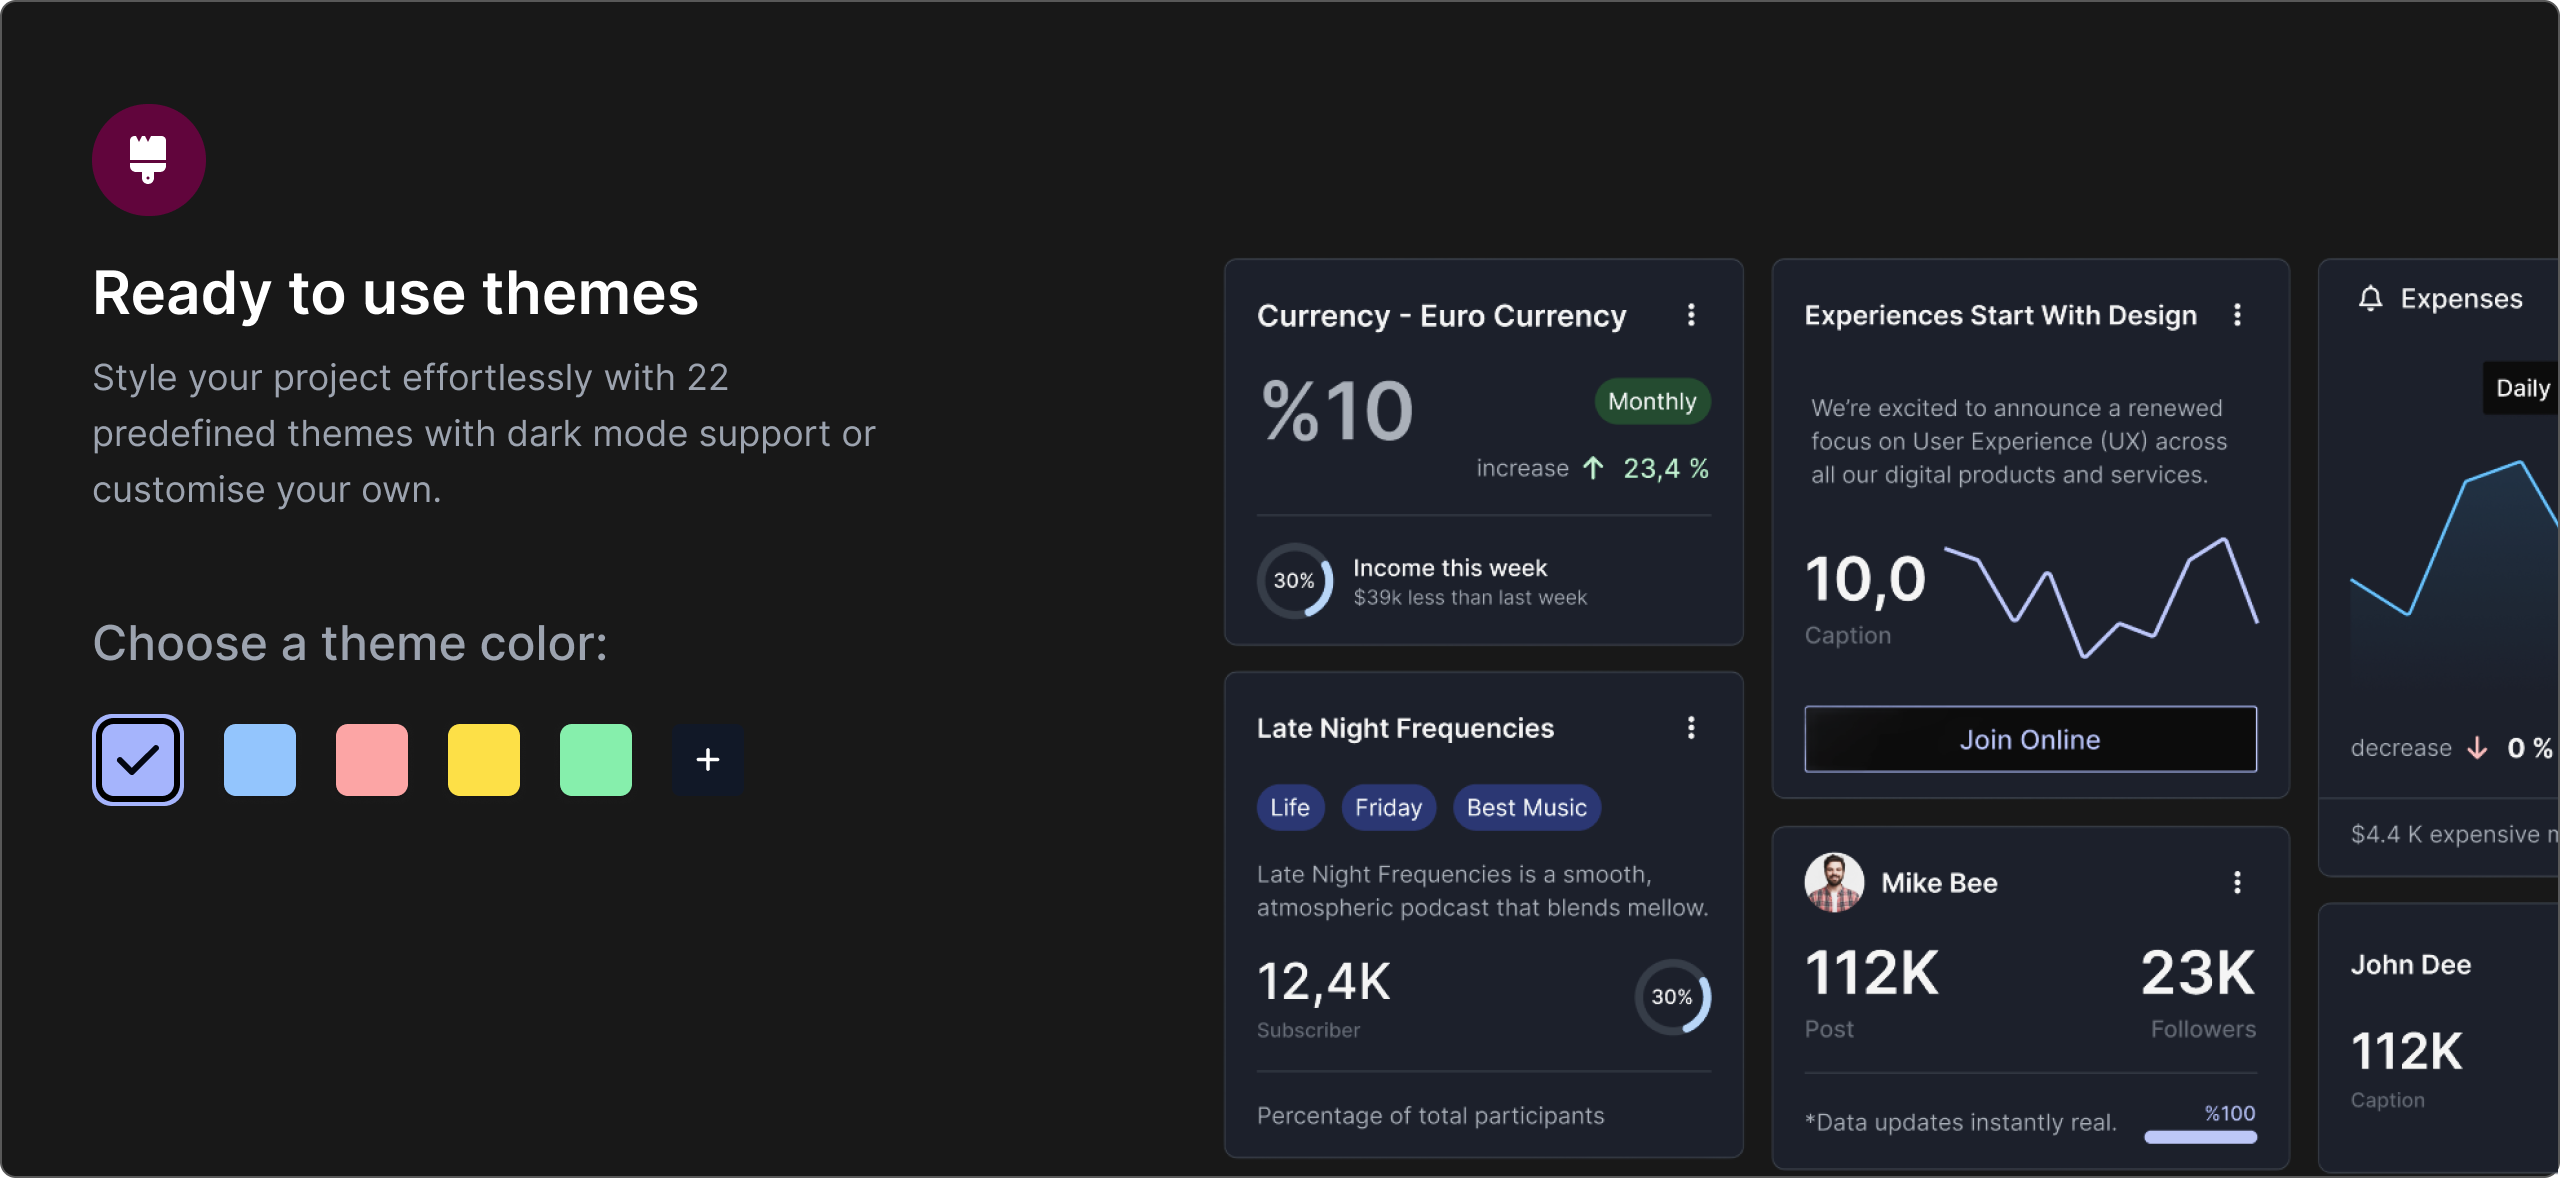 Ready to use themes
Style your project effortlessly with 22
predefined themes with dark mode support or
customise your own.
Choose a theme color:
Currency - Euro Currency
%10
Monthly
increase ↑ 23,4 %
30%
Income this week
$39k less than last week
Late Night Frequencies
Life
Friday
Best Music
Late Night Frequencies is a smooth,
atmospheric podcast that blends mellow.
12,4K
Subscriber
30%
Percentage of total participants
Experiences Start With Design
We’re excited to announce a renewed
focus on User Experience (UX) across
all our digital products and services.
10,0
Caption
Join Online
Mike Bee
112K
Post
23K
Followers
*Data updates instantly real.
%100
Expenses
Daily
decrease ↓ 0 %
$4.4 K expensive
John Dee
112K
Caption